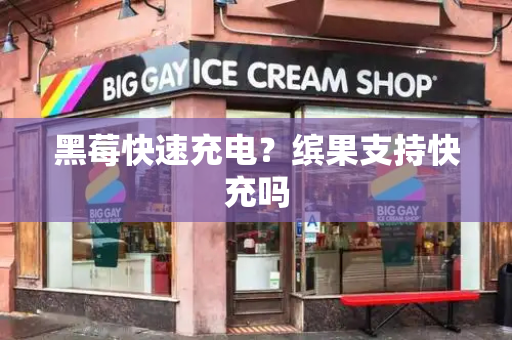 BIG GAY ICE CREAM SHOP
黑莓快速充电？缤果支持快
充吗
BIG GAY
ICE CREAM SHOP
BIG GAY
ICE CREAM SHOP
A